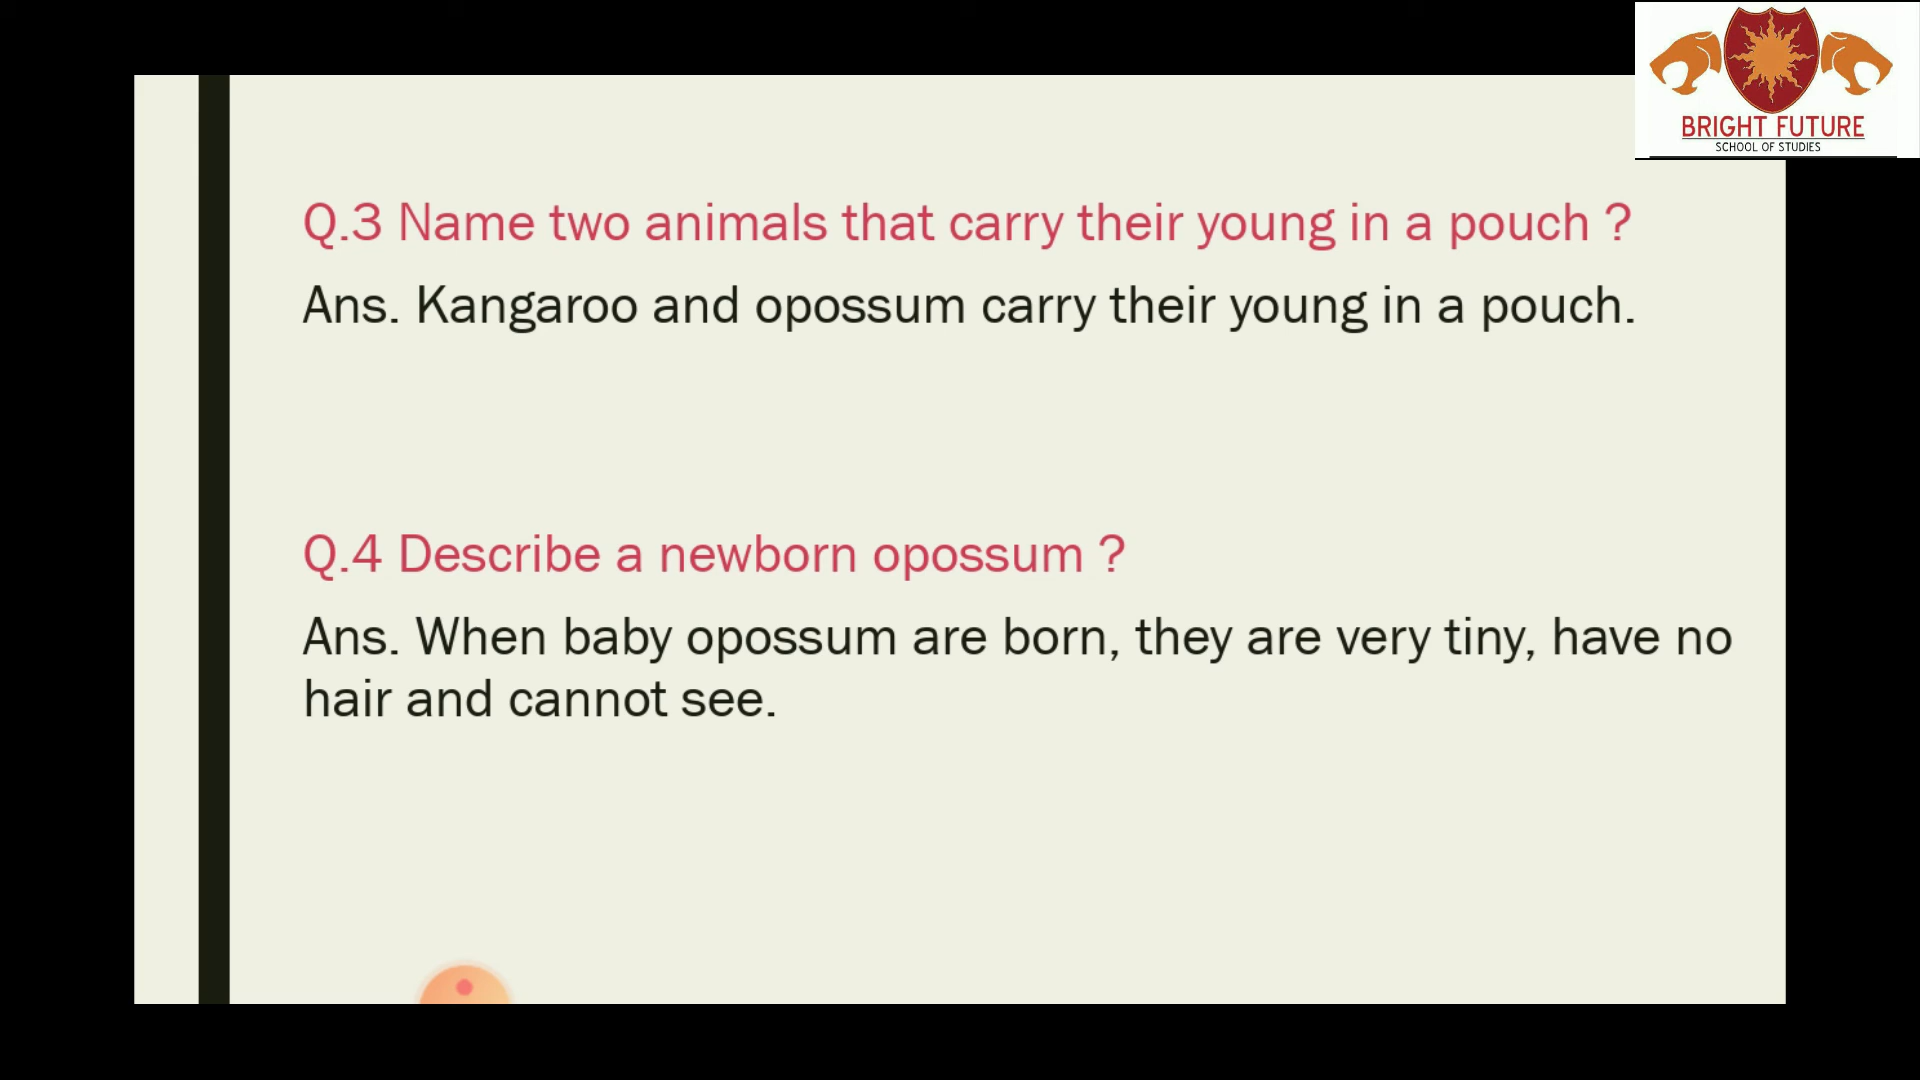 BRIGHT FUTURE
SCHOOL OF STUDIES
Q.3 Name two animals that carry their young in a pouch ?
Ans. Kangaroo and opossum carry their young in a pouch.
Q.4 Describe a newborn opossum ?
Ans. When baby opossum are born, they are very tiny, have no
hair and cannot see.